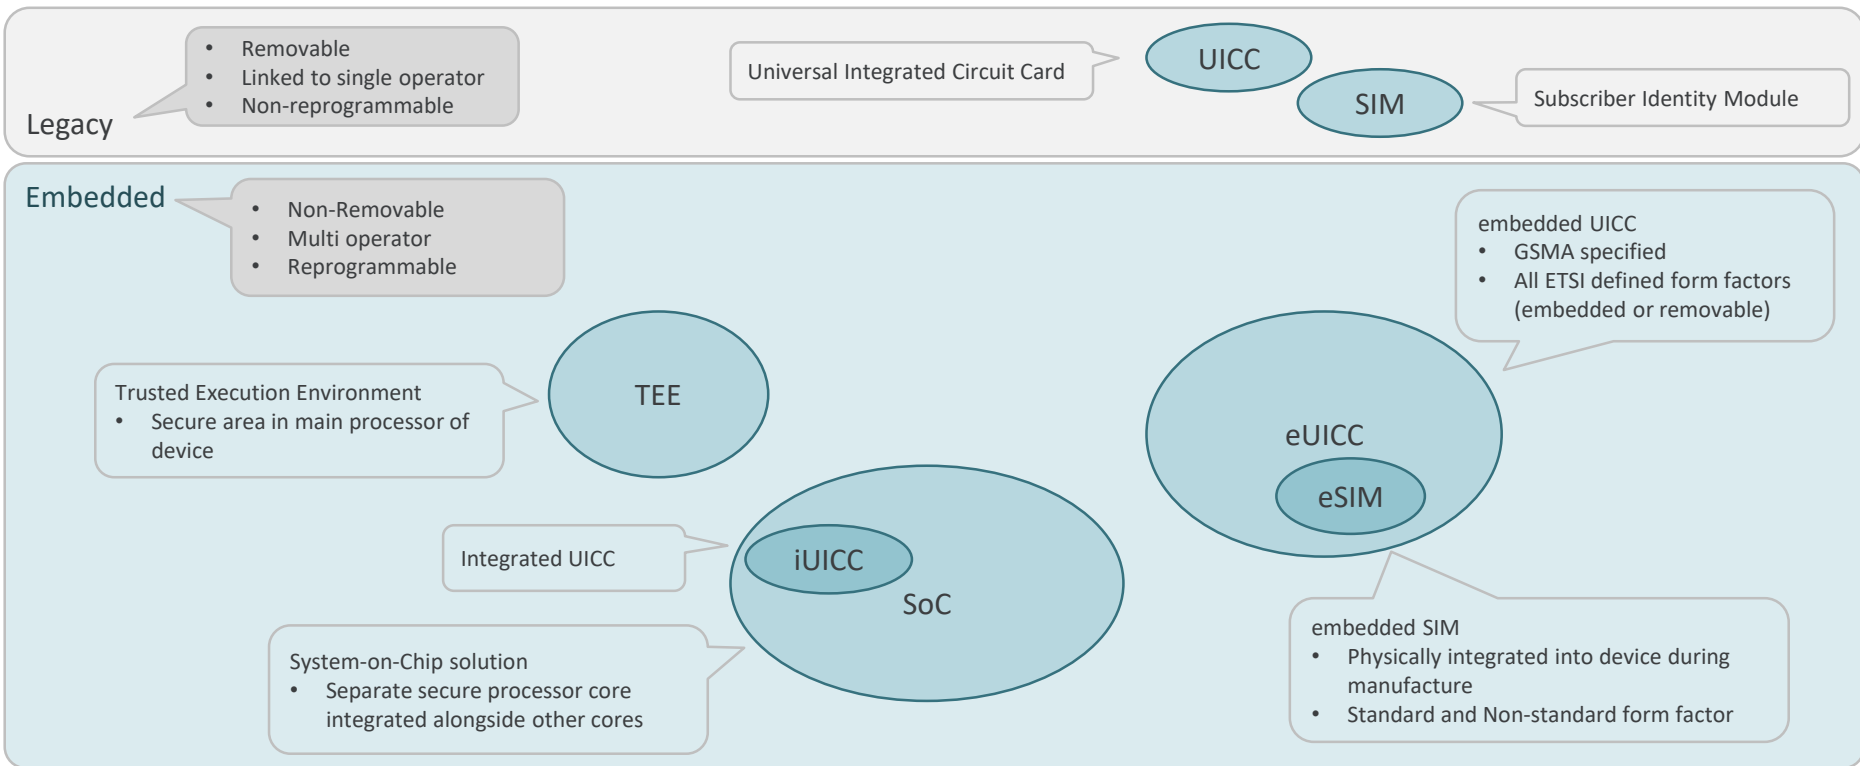 Legacy
• Removable
• Linked to single operator
• Non-reprogrammable
Universal Integrated Circuit Card
UICC
SIM
Subscriber Identity Module
Embedded
• Non-Removable
• Multi operator
• Reprogrammable
embedded UICC
• GSMA specified
• All ETSI defined form factors
(embedded or removable)
Trusted Execution Environment
• Secure area in main processor of
device
TEE
eUICC
eSIM
Integrated UICC
iUICC
SoC
System-on-Chip solution
• Separate secure processor core
integrated alongside other cores
embedded SIM
• Physically integrated into device during
manufacture
• Standard and Non-standard form factor